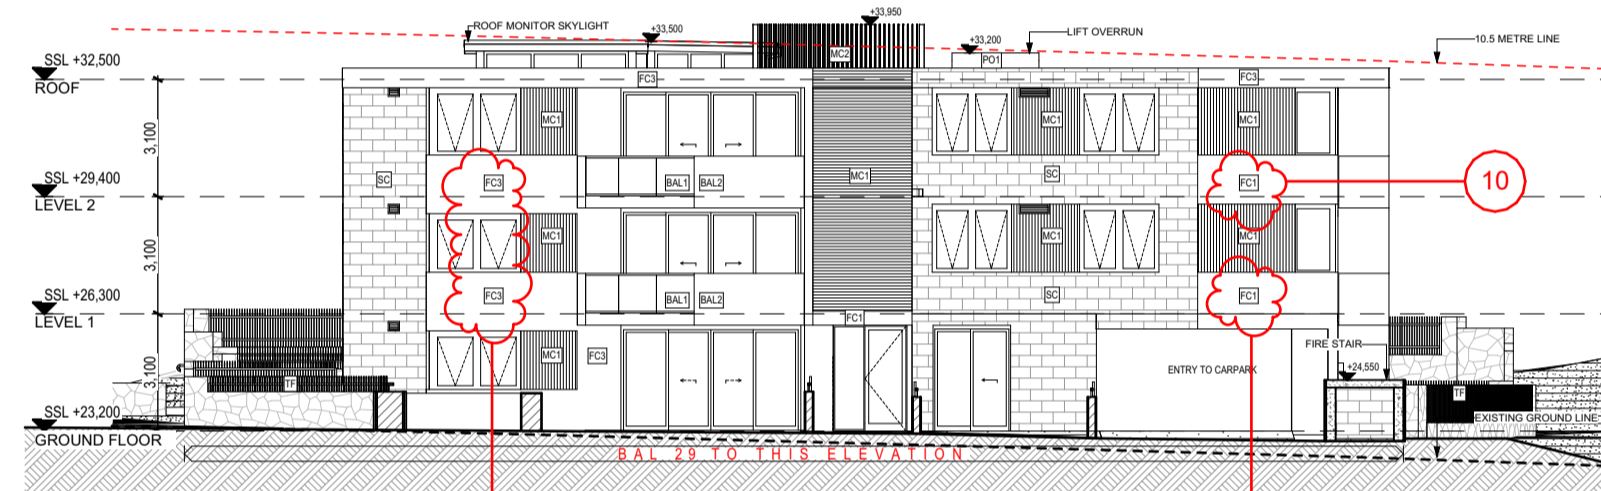 +33,950
ROOF MONITOR SKYLIGHT
+33,500
LIFT OVERRUN
+33,200
10.5 METRE LINE
MC2
SSL +32,500
ROOF
PO1
FC3
FC3
3,100
MC1
MC1
MC1
SSL +29,400
LEVEL 2
SC
FC3
BAL1
BAL2
MC1
SC
FC1
10
3,100
MC1
MC1
MC1
SSL +26,300
LEVEL 1
FC3
BAL1
BAL2
SC
FC1
FC1
3,100
MC1
FC3
FIRE STAIR
ENTRY TO CARPARK
+24,550
TF
TF
SSL +23,200
GROUND FLOOR
EXISTING GROUND LINE
BAL 29 TO THIS ELEVATION